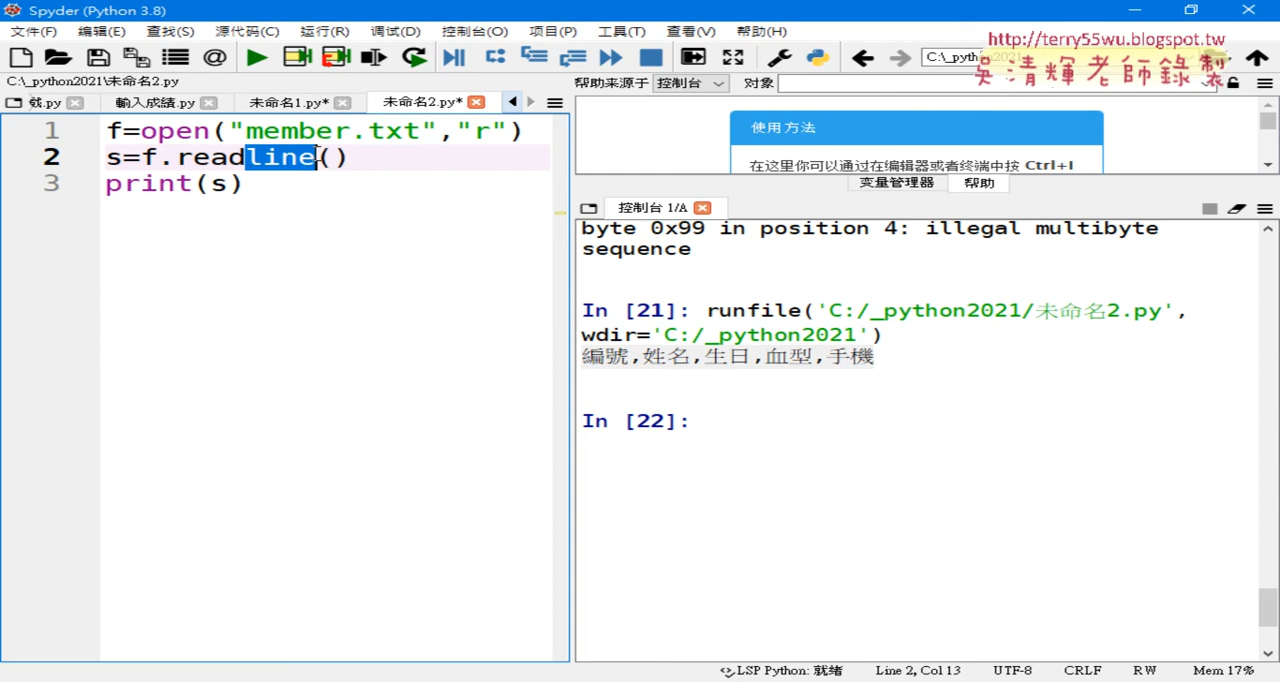 Spyder (Python 3.8)
文件(F) 编辑(E) 查找(S) 源代码(C) 运行(R) 调试(D) 控制台(O) 项目(P) 工具(T) 查看(V) 帮助(H)
http://terry55wu.blogspot.tw
吳清輝老師錄製
C:\_python2021\未命名2.py
帮助来源于 控制台 对象
輸入成績.py 未命名1.py* 未命名2.py*
1 f=open("member.txt","r")
2 s=f.readline()
3 print(s)
使用方法
在这里你可以通过在编辑器或者终端中按 Ctrl+I
变量管理器 帮助
控制台 1/A
byte 0x99 in position 4: illegal multibyte
sequence
In [21]: runfile('C:/_python2021/未命名2.py',
wdir='C:/_python2021')
編號,姓名,生日,血型,手機
In [22]:
LSP Python: 就绪 Line 2, Col 13 UTF-8 CRLF RW Mem 17%